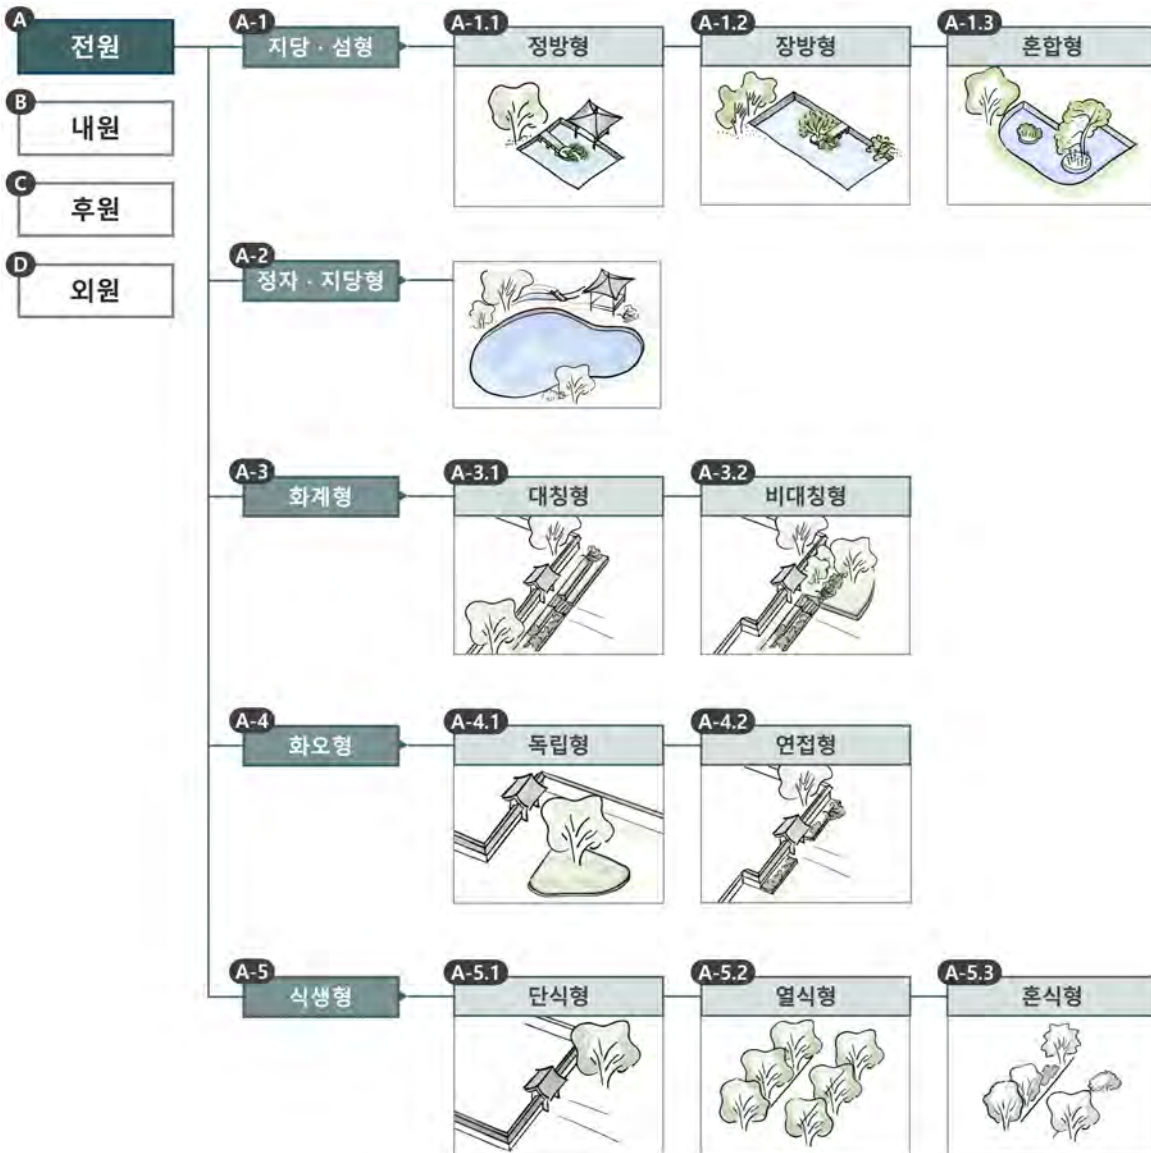 A
전원
A-1
지당 · 섬형
A-1.1
정방형
A-1.2
장방형
A-1.3
혼합형
B
내원
C
후원
D
외원
A-2
정자 · 지당형
A-3
화계형
A-3.1
대칭형
A-3.2
비대칭형
A-4
화오형
A-4.1
독립형
A-4.2
연접형
A-5
식생형
A-5.1
단식형
A-5.2
열식형
A-5.3
혼식형